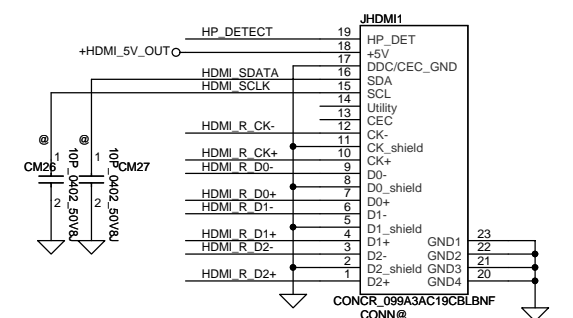 JHDMI1
HP_DETECT 19 HP_DET
+HDMI_5V_OUT 18 +5V
17 DDC/CEC_GND
HDMI_SDATA 16 SDA
HDMI_SCLK 15 SCL
14 Utility
13 CEC
HDMI_R_CK- 12 CK-
11 CK_shield
HDMI_R_CK+ 10 CK+
HDMI_R_D0- 9 D0-
8 D0_shield
HDMI_R_D0+ 7 D0+
HDMI_R_D1- 6 D1-
5 D1_shield
HDMI_R_D1+ 4 D1+ GND1 23
HDMI_R_D2- 3 D2- GND2 22
2 D2_shield GND3 21
HDMI_R_D2+ 1 D2+ GND4 20
CONCR_099A3AC19CBLBNF
CONN@
@
CM26
1
2
10P_0402_50V8J
@
CM27
1
2
10P_0402_50V8J